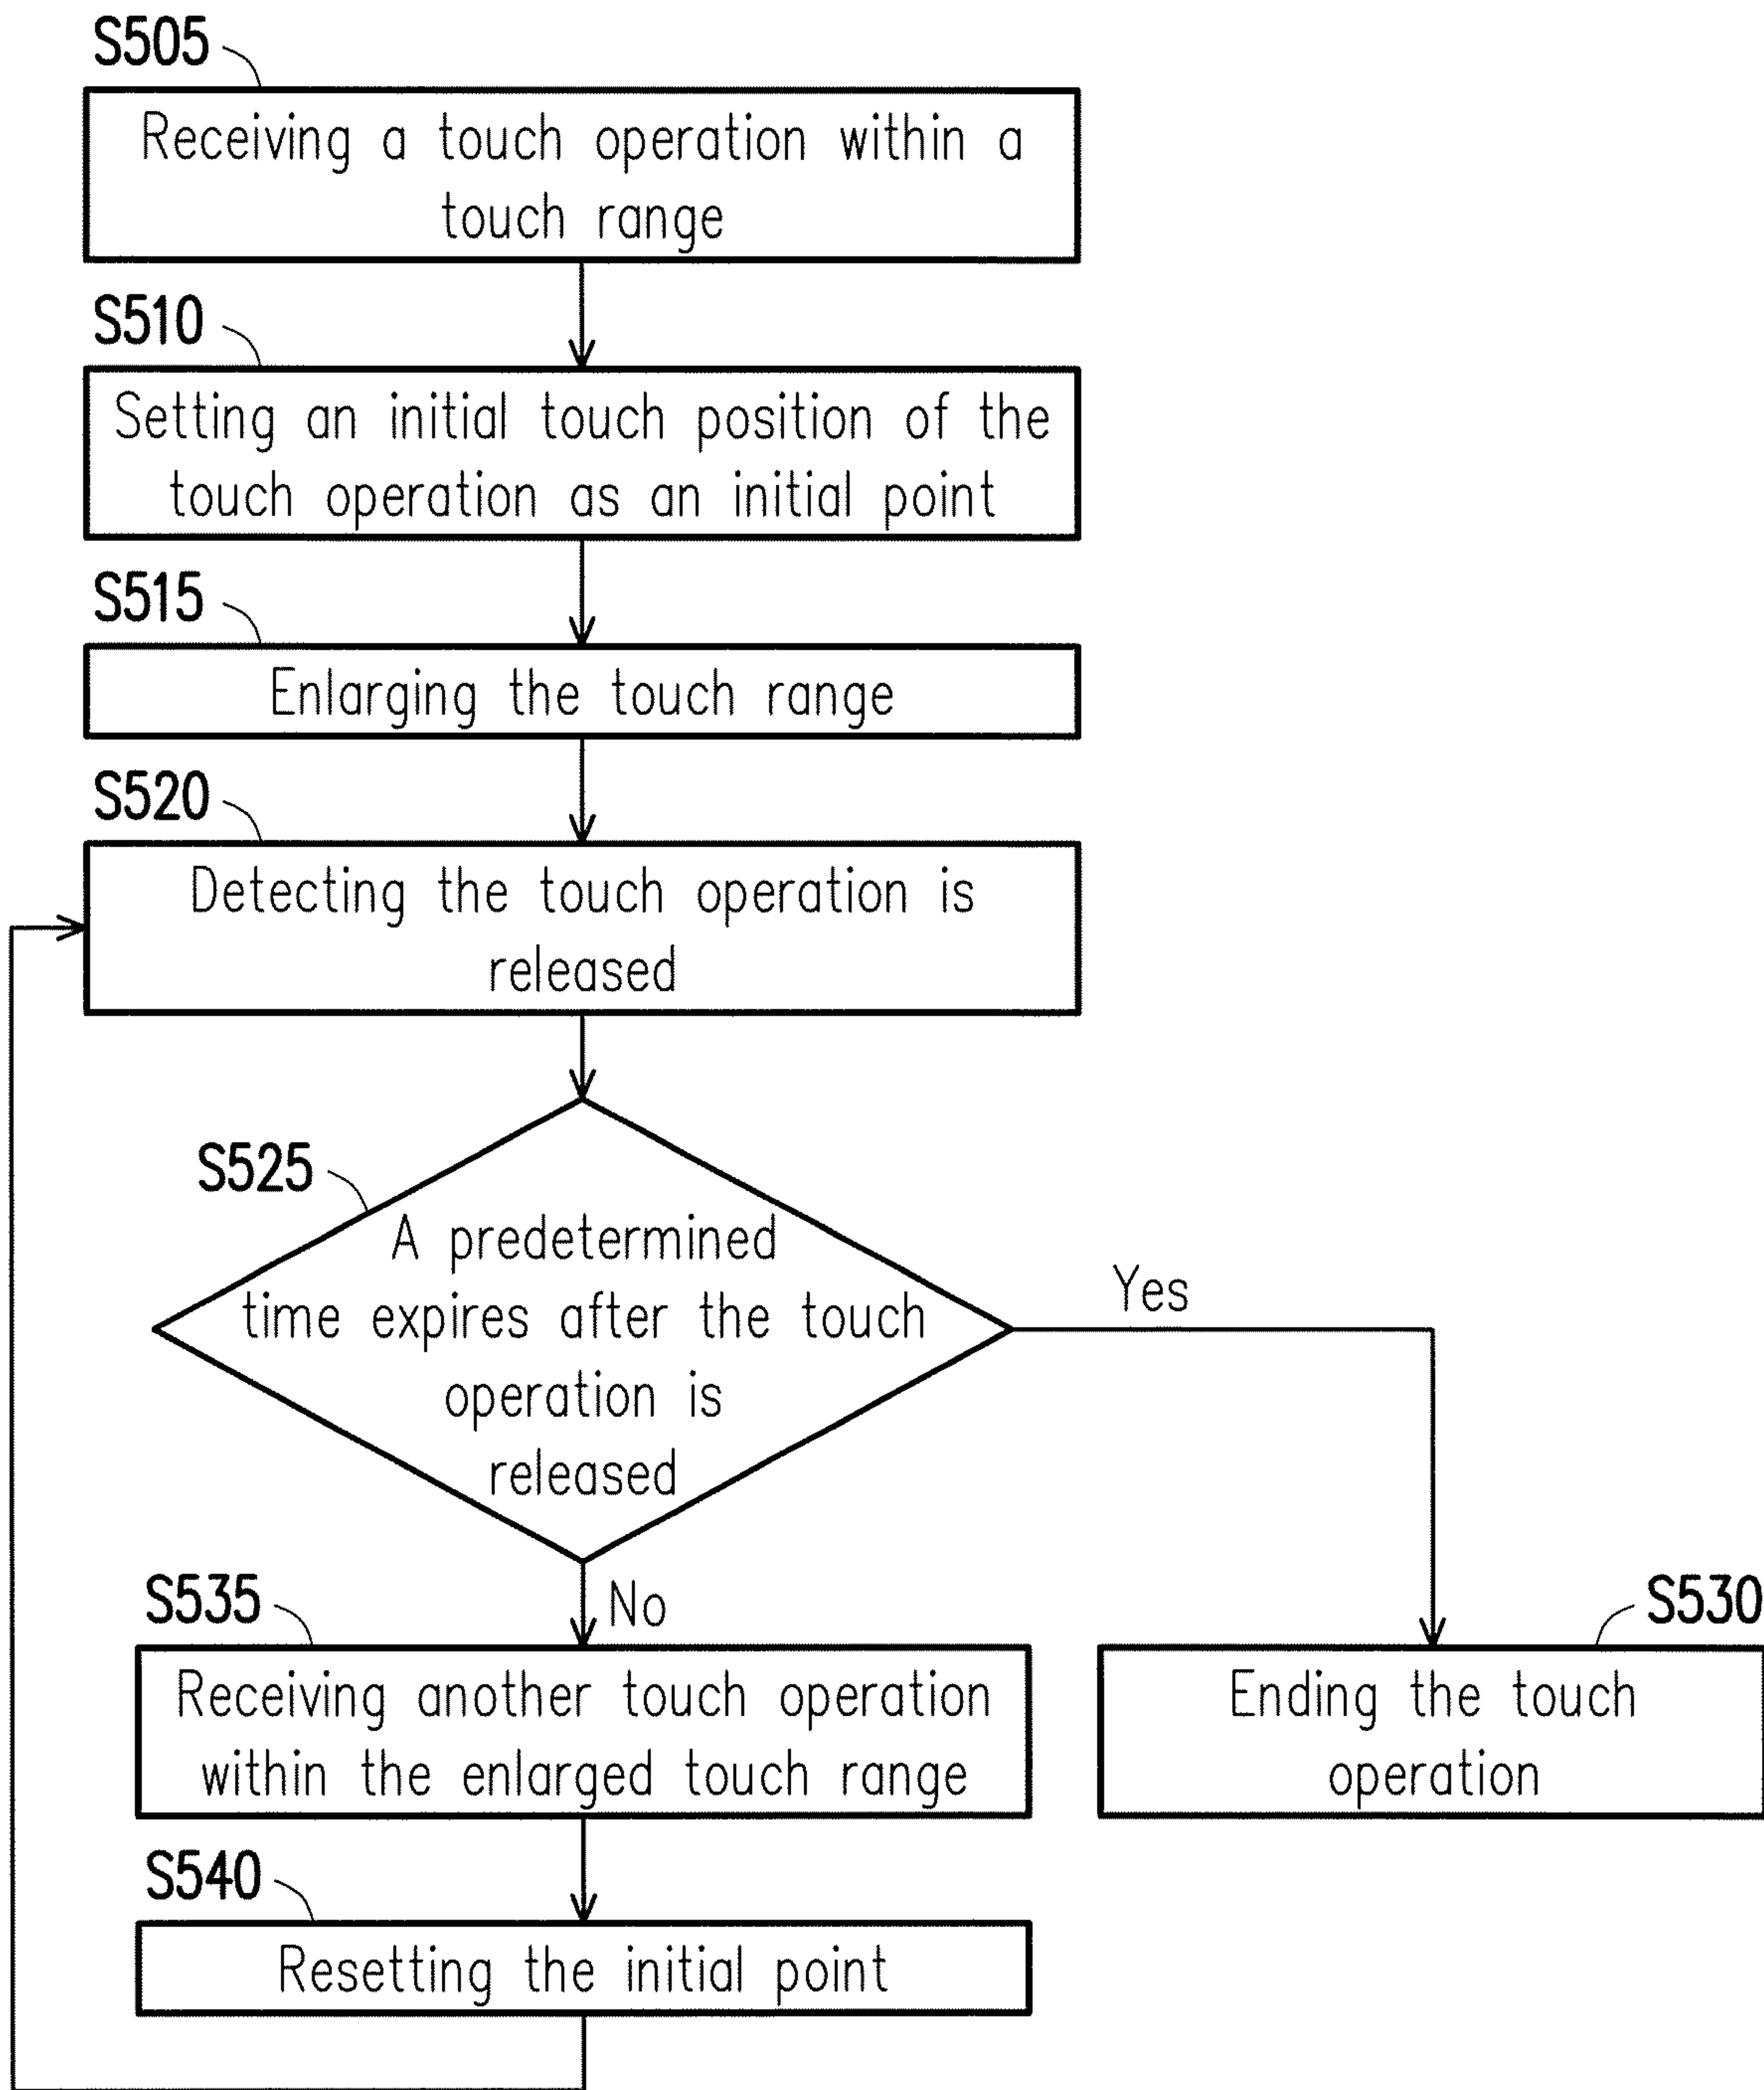 S505
Receiving a touch operation within a
touch range
S510
Setting an initial touch position of the
touch operation as an initial point
S515
Enlarging the touch range
S520
Detecting the touch operation is
released
S525
A predetermined
time expires after the touch
operation is
released
Yes
No
S535
Receiving another touch operation
within the enlarged touch range
S530
Ending the touch
operation
S540
Resetting the initial point